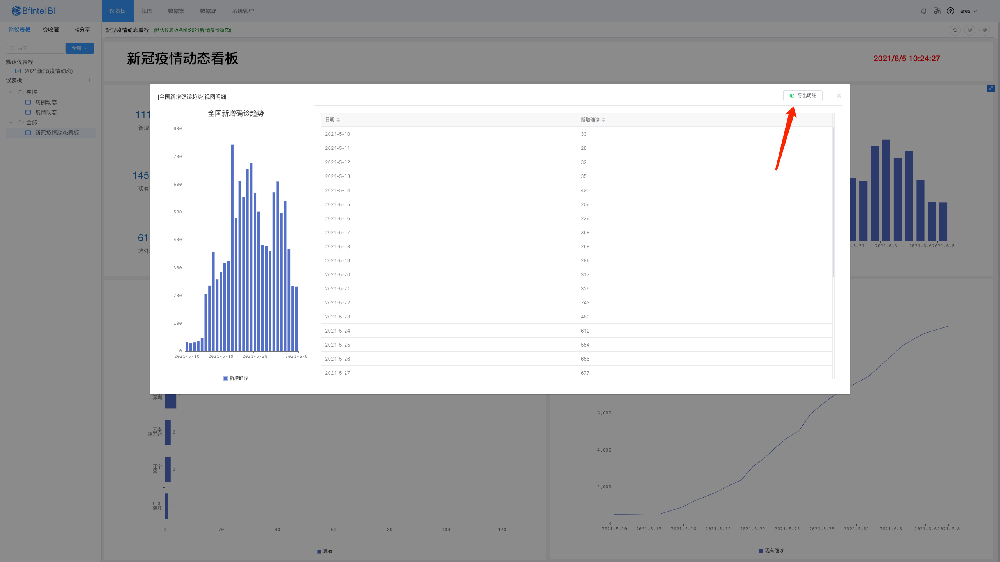 Bfintel BI
仪表板
视图
数据集
数据源
系统管理
ares
仪表板
收藏
分享
搜索
全部
默认仪表板
2021新冠(疫情动态)
仪表板
疾控
病例动态
疫情动态
全部
新冠疫情动态看板
新冠疫情动态看板
(默认仪表板名称:2021新冠(疫情动态))
新冠疫情动态看板
2021/6/5 10:24:27
111
新增
145
现有
61
境外
[全国新增确诊趋势]视图明细
导出明细
全国新增确诊趋势
800
700
600
500
400
300
200
100
0
2021-5-10
2021-5-19
2021-5-28
2021-6-8
新增确诊
日期
新增确诊
2021-5-10
33
2021-5-11
28
2021-5-12
32
2021-5-13
35
2021-5-14
49
2021-5-15
206
2021-5-16
236
2021-5-17
358
2021-5-18
258
2021-5-19
286
2021-5-20
317
2021-5-21
325
2021-5-22
743
2021-5-23
480
2021-5-24
612
2021-5-25
554
2021-5-26
655
2021-5-27
677
-5-31
2021-6-3
2021-6-6
2021-6-8
深圳
4
云南
德宏州
2
辽宁
营口
2
广东
湛江
1
0
20
40
60
80
100
120
现有
6,000
4,000
2,000
0
2021-5-10
2021-5-13
2021-5-16
2021-5-19
2021-5-22
2021-5-25
2021-5-28
2021-5-31
2021-6-3
2021-6-6
2021-6-8
现有确诊